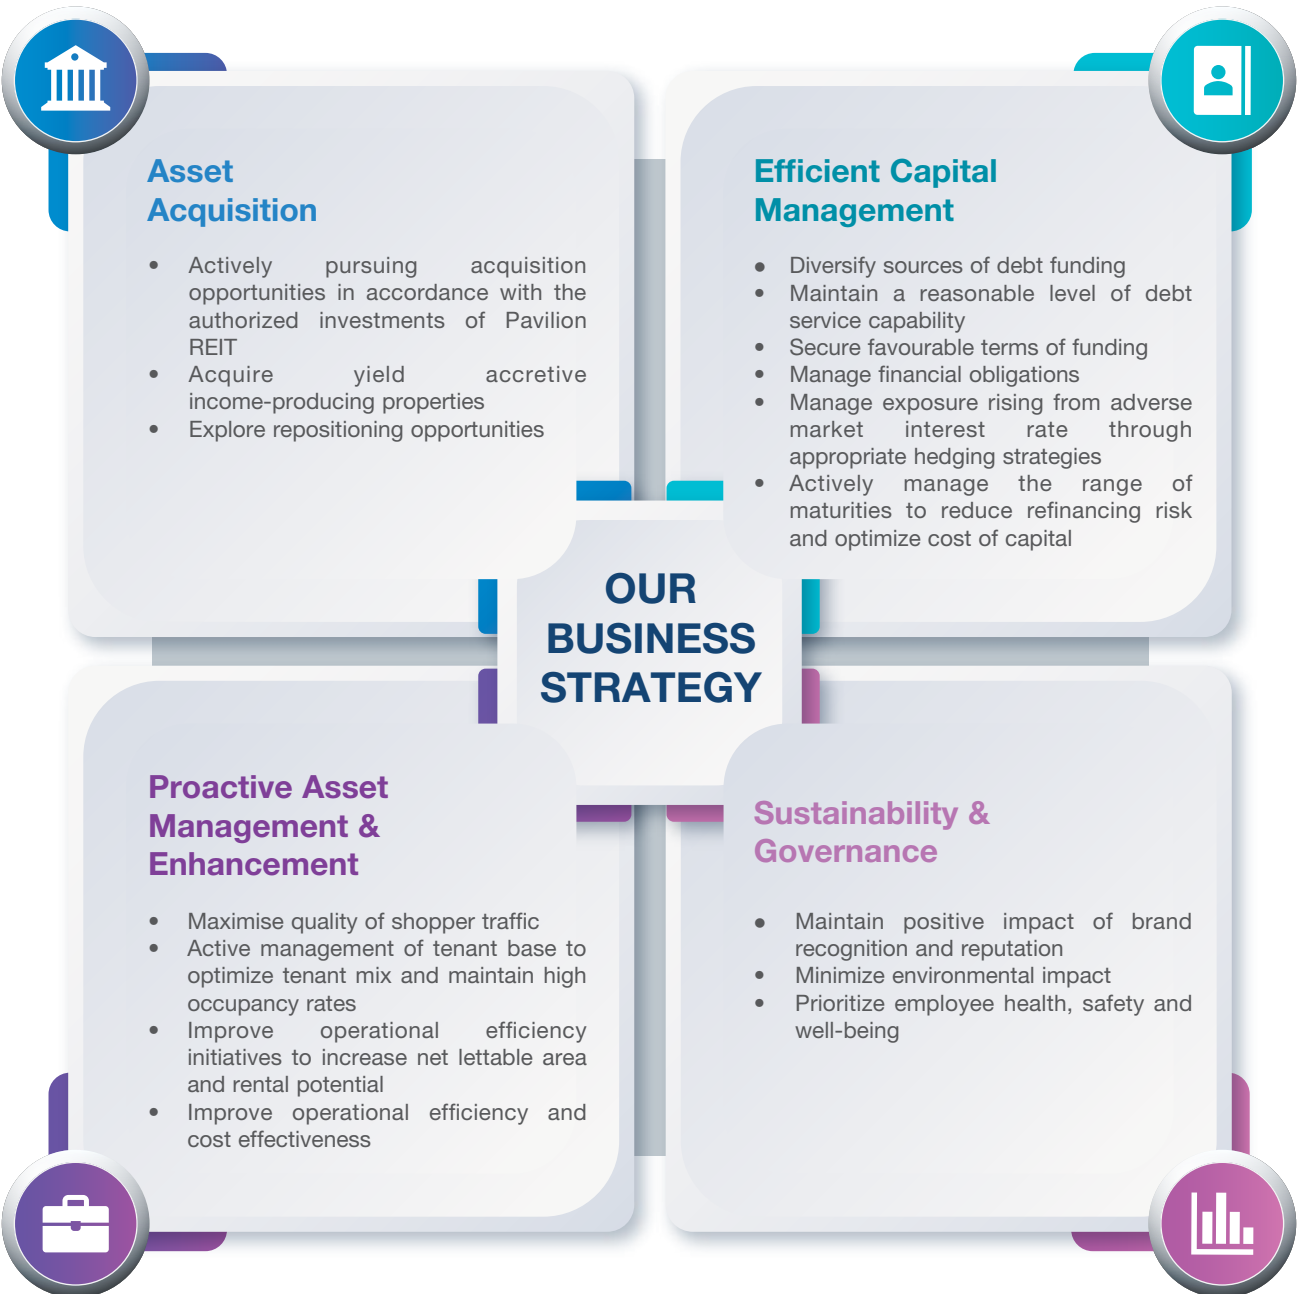 Asset
Acquisition
• Actively pursuing acquisition
opportunities in accordance with the
authorized investments of Pavilion
REIT
• Acquire yield accretive
income-producing properties
• Explore repositioning opportunities
Efficient Capital
Management
• Diversify sources of debt funding
• Maintain a reasonable level of debt
service capability
• Secure favourable terms of funding
• Manage financial obligations
• Manage exposure rising from adverse
market interest rate through
appropriate hedging strategies
• Actively manage the range of
maturities to reduce refinancing risk
and optimize cost of capital
OUR
BUSINESS
STRATEGY
Proactive Asset
Management &
Enhancement
• Maximise quality of shopper traffic
• Active management of tenant base to
optimize tenant mix and maintain high
occupancy rates
• Improve operational efficiency
initiatives to increase net lettable area
and rental potential
• Improve operational efficiency and
cost effectiveness
Sustainability &
Governance
• Maintain positive impact of brand
recognition and reputation
• Minimize environmental impact
• Prioritize employee health, safety and
well-being